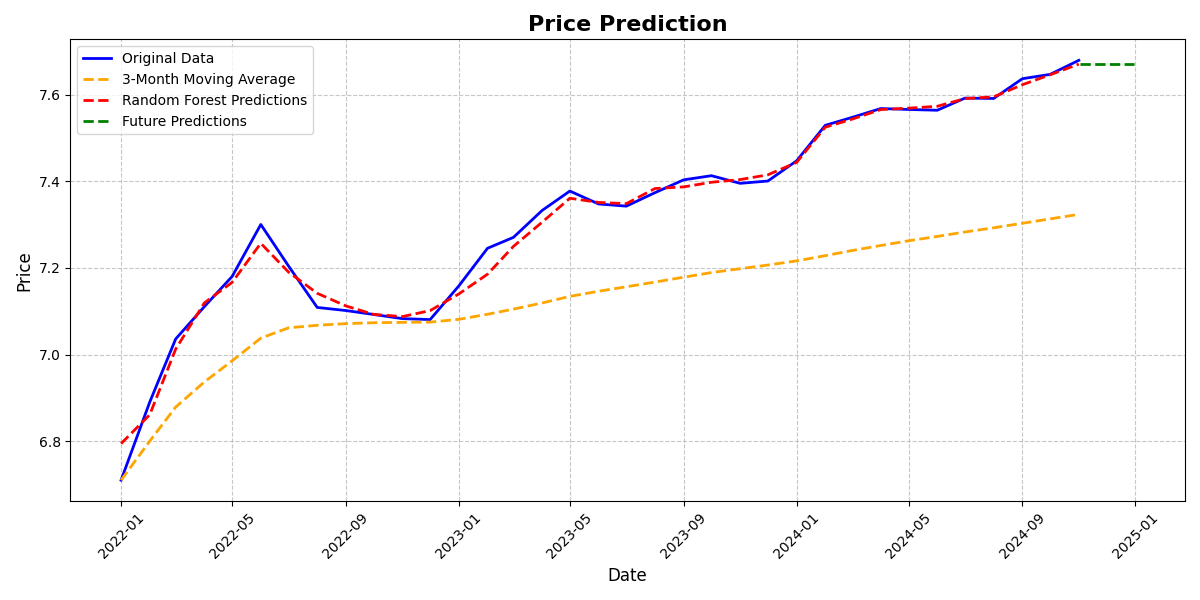 Price Prediction
Original Data
3-Month Moving Average
Random Forest Predictions
Future Predictions
Price
7.6
7.4
7.2
7.0
6.8
2022-01
2022-05
2022-09
2023-01
2023-05
2023-09
2024-01
2024-05
2024-09
2025-01
Date